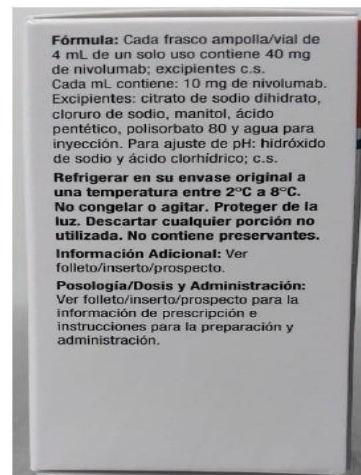 Fórmula: Cada frasco ampolla/vial de
4 mL de un solo uso contiene 40 mg
de nivolumab; excipientes c.s.
Cada mL contiene: 10 mg de nivolumab.
Excipientes: citrato de sodio dihidrato,
cloruro de sodio, manitol, ácido
pentético, polisorbato 80 y agua para
inyección. Para ajuste de pH: hidróxido
de sodio y ácido clorhídrico; c.s.
Refrigerar en su envase original a
una temperatura entre 2ºC a 8ºC.
No congelar o agitar. Proteger de la
luz. Descartar cualquier porción no
utilizada. No contiene preservantes.
Información Adicional: Ver
folleto/inserto/prospecto.
Posología/Dosis y Administración:
Ver folleto/inserto/prospecto para la
información de prescripción e
instrucciones para la preparación y
administración.